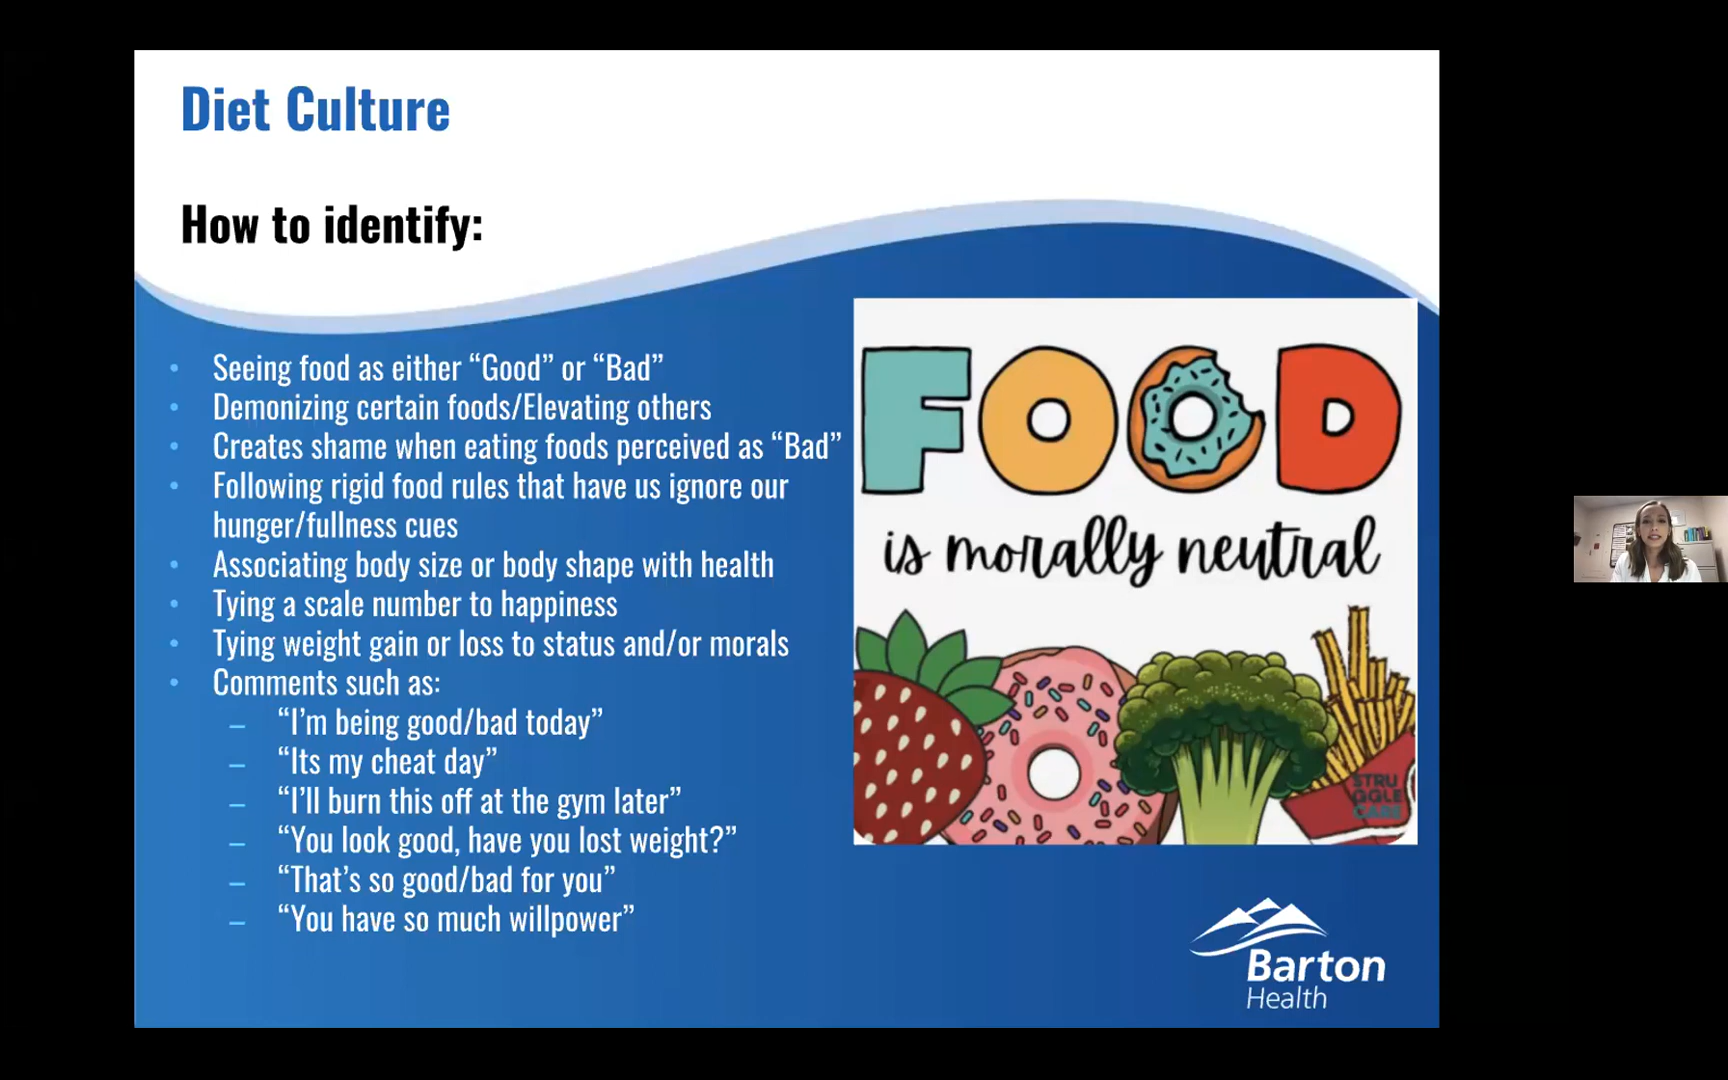 Diet Culture
How to identify:
Seeing food as either “Good” or “Bad”
Demonizing certain foods/Elevating others
Creates shame when eating foods perceived as “Bad”
Following rigid food rules that have us ignore our
hunger/fullness cues
Associating body size or body shape with health
Tying a scale number to happiness
Tying weight gain or loss to status and/or morals
Comments such as:
– “I’m being good/bad today”
– “Its my cheat day”
– “I’ll burn this off at the gym later”
– “You look good, have you lost weight?”
– “That’s so good/bad for you”
– “You have so much willpower”
FOOD
is morally neutral
STRU
GGLE
CARE
Barton
Health